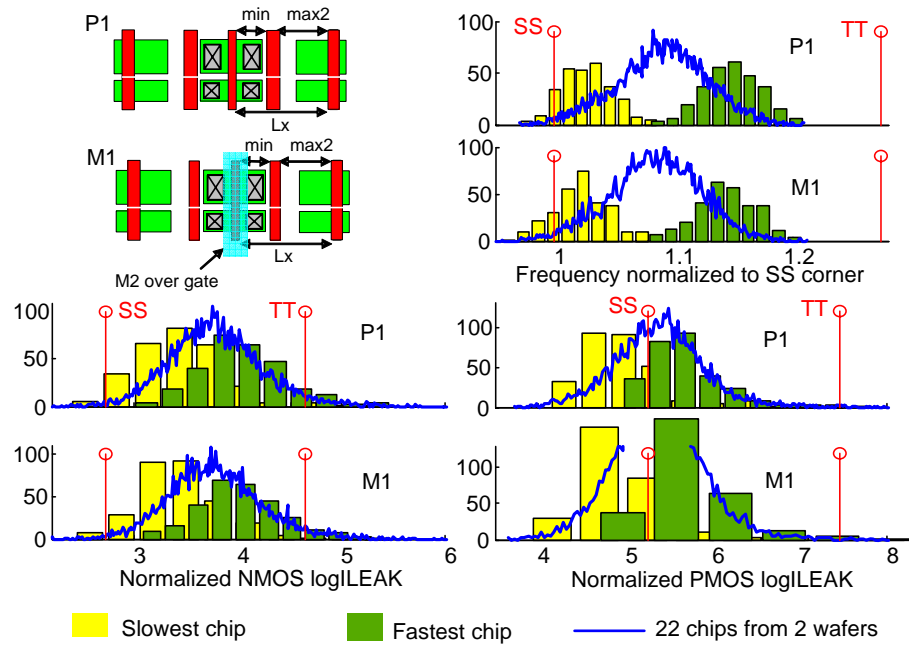 P1
min
max2
Lx
M1
min
max2
Lx
M2 over gate
SS
TT
P1
100
50
0
M1
100
50
0
1
1.1
1.2
Frequency normalized to SS corner
SS
TT
P1
100
50
0
M1
100
50
0
3
4
5
6
Normalized NMOS logILEAK
SS
TT
P1
100
50
0
M1
100
50
0
4
5
6
7
8
Normalized PMOS logILEAK
Slowest chip
Fastest chip
22 chips from 2 wafers